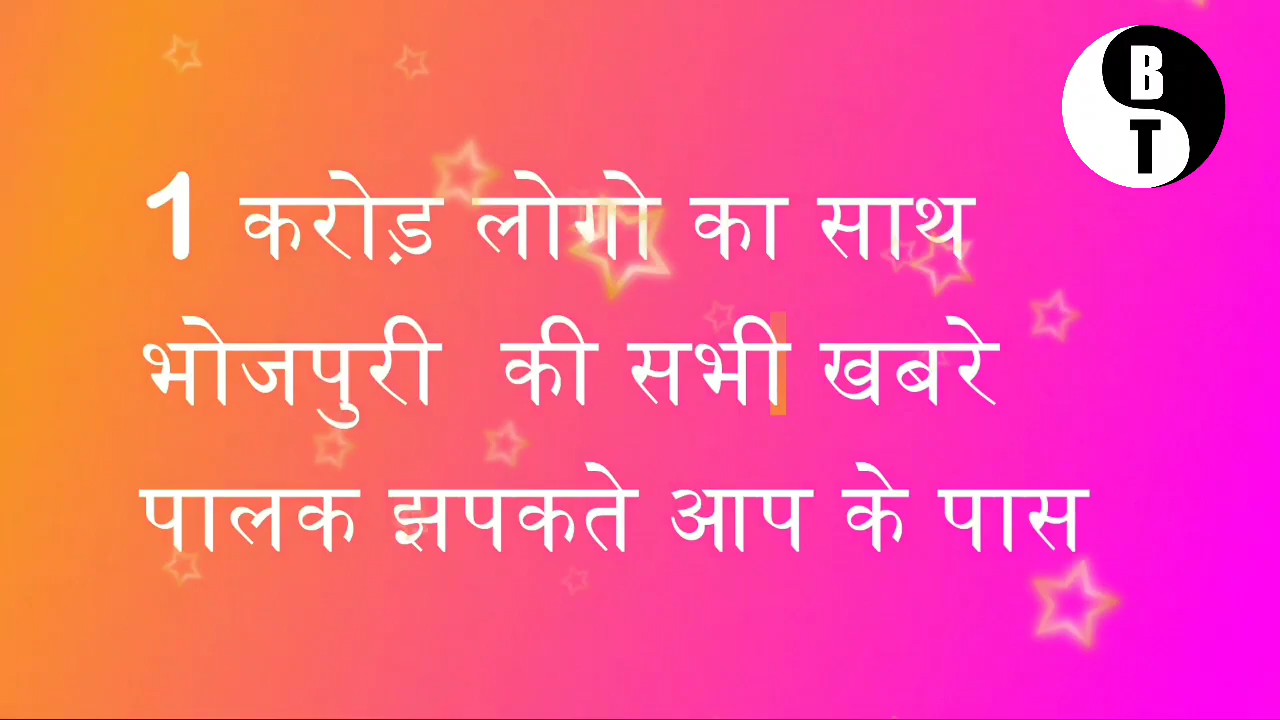 B
T
1 करोड़ लोगो का साथ
भोजपुरी की सभी खबरे
पालक झपकते आप के पास